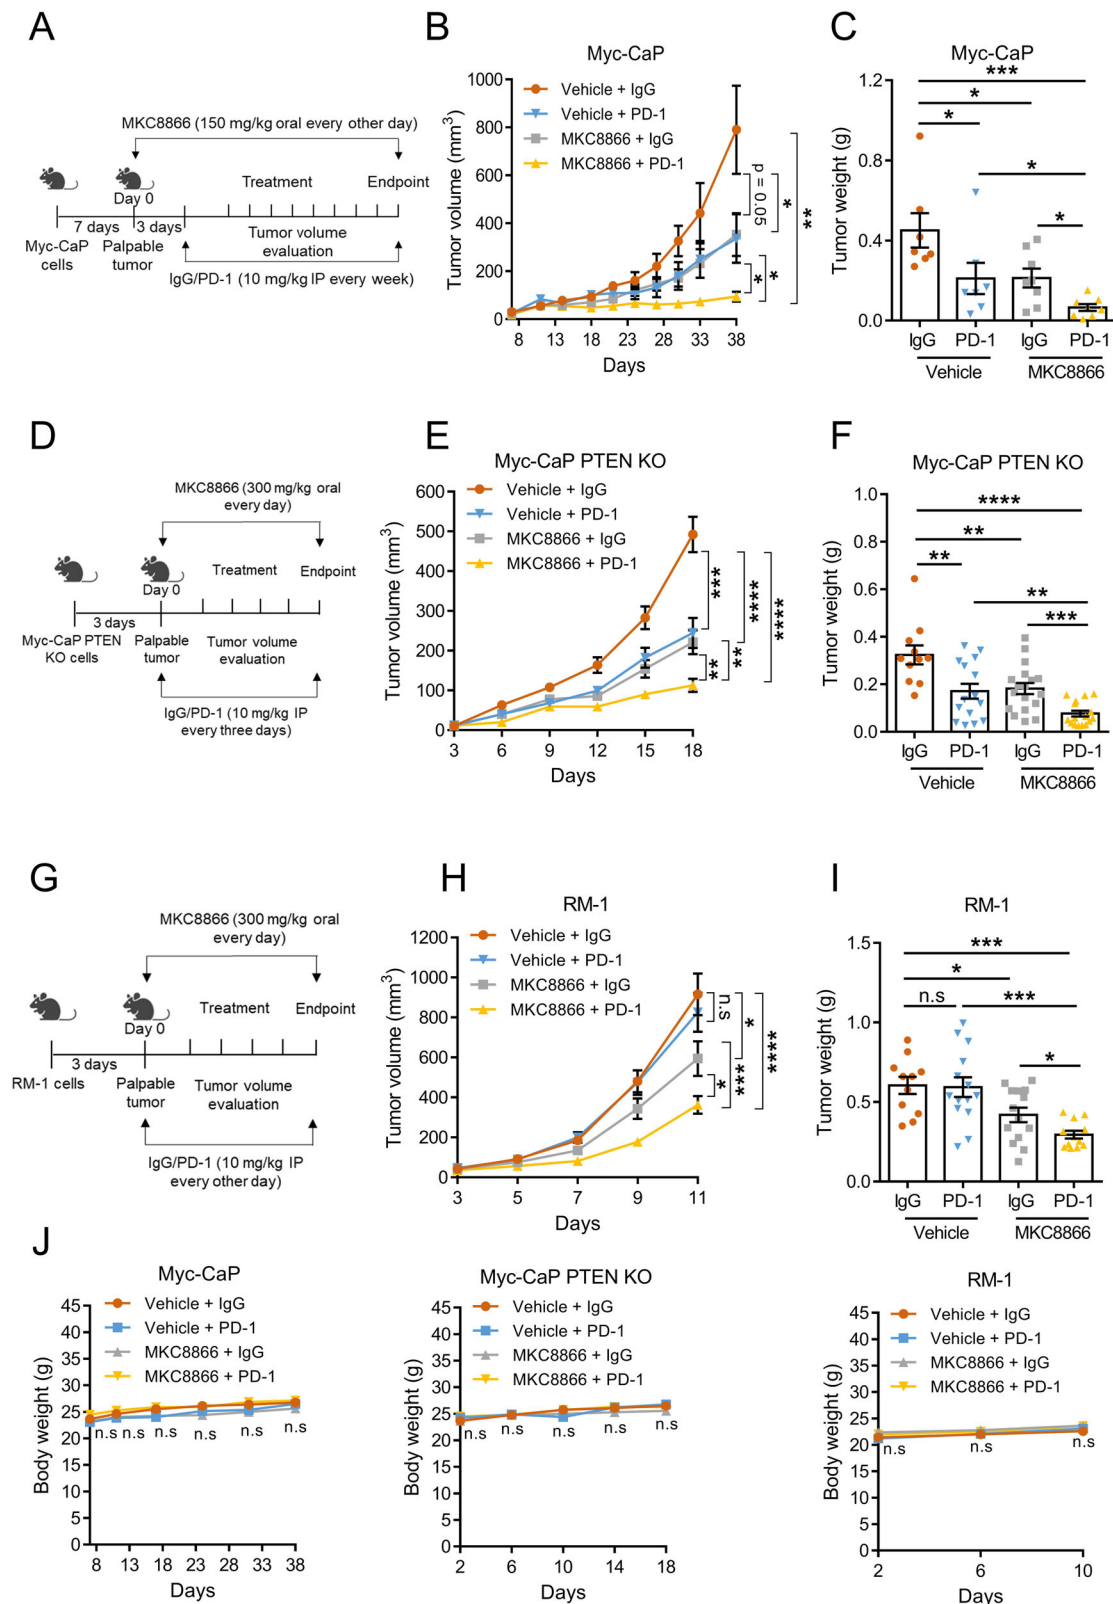 A
MKC8866 (150 mg/kg oral every other day)
Day 0
Treatment
Endpoint
7 days
3 days
Myc-CaP
cells
Palpable
tumor
Tumor volume
evaluation
IgG/PD-1 (10 mg/kg IP every week)
B
Myc-CaP
Vehicle + IgG
Vehicle + PD-1
MKC8866 + IgG
MKC8866 + PD-1
Tumor volume (mm3)
1000
800
600
400
200
0
8 13 18 23 28 33 38
Days
p = 0.05
*
**
*
*
C
Myc-CaP
***
*
*
*
*
Tumor weight (g)
1.2
0.8
0.4
0.0
IgG PD-1 IgG PD-1
Vehicle MKC8866
D
MKC8866 (300 mg/kg oral
every day)
Day 0
Treatment
Endpoint
3 days
Myc-CaP PTEN
KO cells
Palpable
tumor
Tumor volume
evaluation
IgG/PD-1 (10 mg/kg IP
every three days)
E
Myc-CaP PTEN KO
Vehicle + IgG
Vehicle + PD-1
MKC8866 + IgG
MKC8866 + PD-1
Tumor volume (mm3)
600
500
400
300
200
100
0
3 6 9 12 15 18
Days
***
****
****
**
**
F
Myc-CaP PTEN KO
****
**
**
**
***
Tumor weight (g)
1.0
0.8
0.6
0.4
0.2
0.0
IgG PD-1 IgG PD-1
Vehicle MKC8866
G
MKC8866 (300 mg/kg oral
every day)
Day 0
Treatment
Endpoint
3 days
RM-1 cells
Palpable
tumor
Tumor volume
evaluation
IgG/PD-1 (10 mg/kg IP
every other day)
H
RM-1
Vehicle + IgG
Vehicle + PD-1
MKC8866 + IgG
MKC8866 + PD-1
Tumor volume (mm3)
1200
1000
800
600
400
200
0
3 5 7 9 11
Days
n.s
*
****
***
*
I
RM-1
***
*
n.s
***
*
Tumor weight (g)
1.5
1.0
0.5
0.0
IgG PD-1 IgG PD-1
Vehicle MKC8866
J
Myc-CaP
Vehicle + IgG
Vehicle + PD-1
MKC8866 + IgG
MKC8866 + PD-1
Body weight (g)
45
40
35
30
25
20
15
10
5
0
n.s n.s n.s n.s n.s n.s
8 13 18 23 28 33 38
Days
Myc-CaP PTEN KO
Vehicle + IgG
Vehicle + PD-1
MKC8866 + IgG
MKC8866 + PD-1
Body weight (g)
45
40
35
30
25
20
15
10
5
0
n.s n.s n.s n.s n.s
2 6 10 14 18
Days
RM-1
Vehicle + IgG
Vehicle + PD-1
MKC8866 + IgG
MKC8866 + PD-1
Body weight (g)
45
40
35
30
25
20
15
10
5
0
n.s n.s n.s
2 6 10
Days